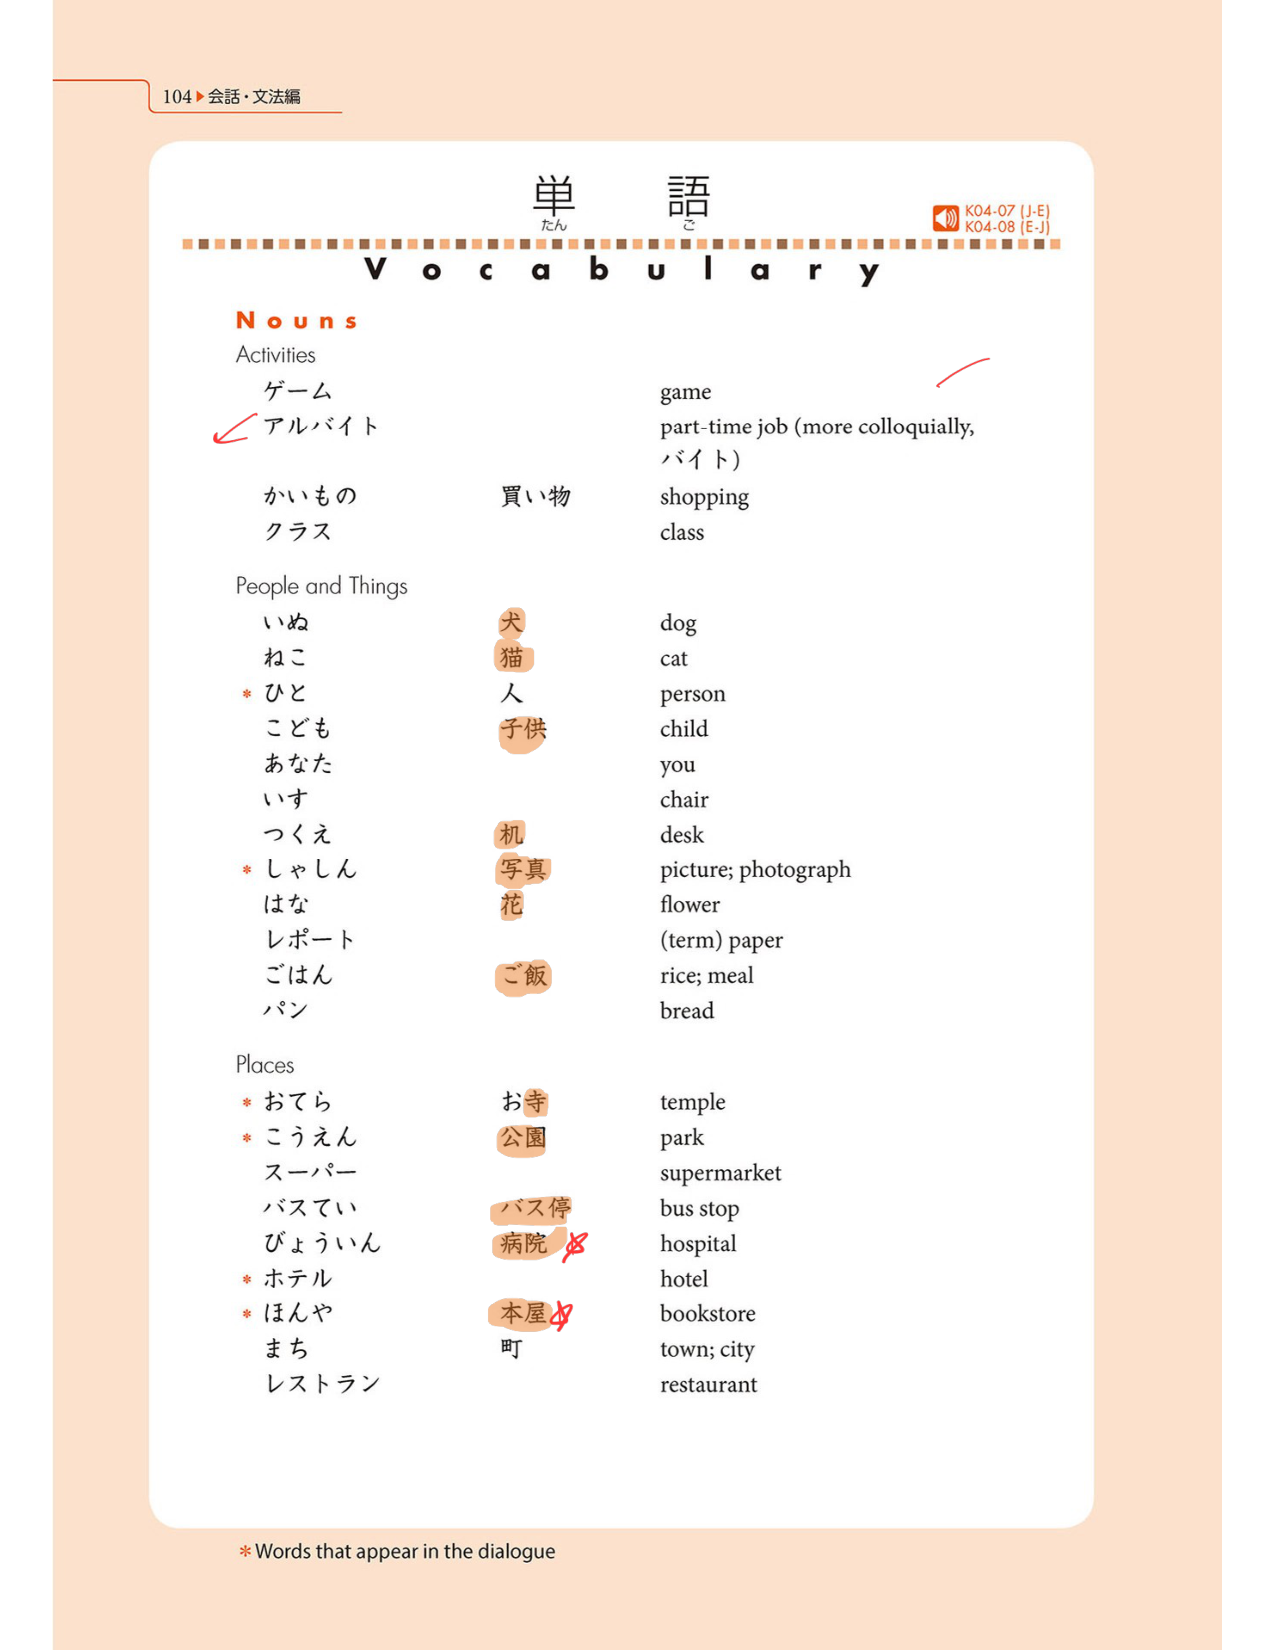 104▶会話・文法編
単語
たんご
K04-07 (J-E)
K04-08 (E-J)
Vocabulary
Nouns
Activities
ゲーム game
アルバイト part-time job (more colloquially,
バイト)
かいもの 買い物 shopping
クラス class
People and Things
いぬ 犬 dog
ねこ 猫 cat
* ひと 人 person
こども 子供 child
あなた you
いす chair
つくえ 机 desk
* しゃしん 写真 picture; photograph
はな 花 flower
レポート (term) paper
ごはん ご飯 rice; meal
パン bread
Places
* おてら お寺 temple
* こうえん 公園 park
スーパー supermarket
バスてい バス停 bus stop
びょういん 病院 hospital
* ホテル hotel
* ほんや 本屋 bookstore
まち 町 town; city
レストラン restaurant
* Words that appear in the dialogue